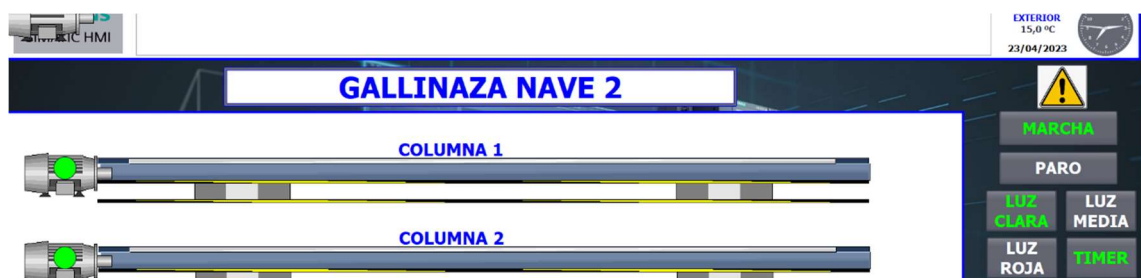 HMI
EXTERIOR
15,0 ºC
23/04/2023
GALLINAZA NAVE 2
MARCHA
COLUMNA 1
PARO
LUZ CLARA
LUZ MEDIA
COLUMNA 2
LUZ ROJA
TIMER